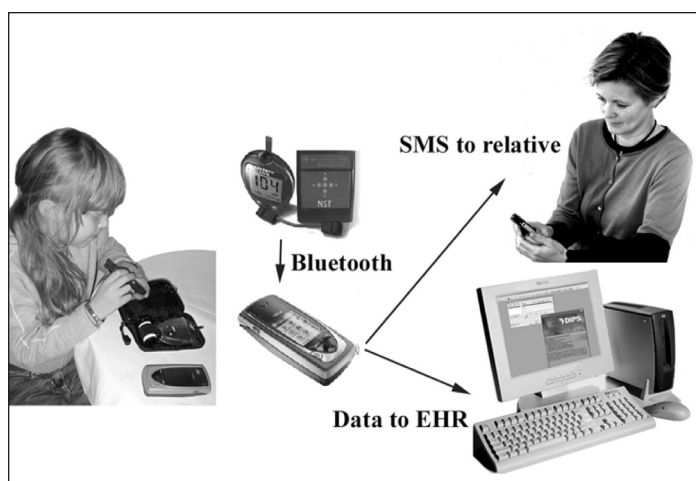 SMS to relative
104
NST
Bluetooth
DIPS
Data to EHR